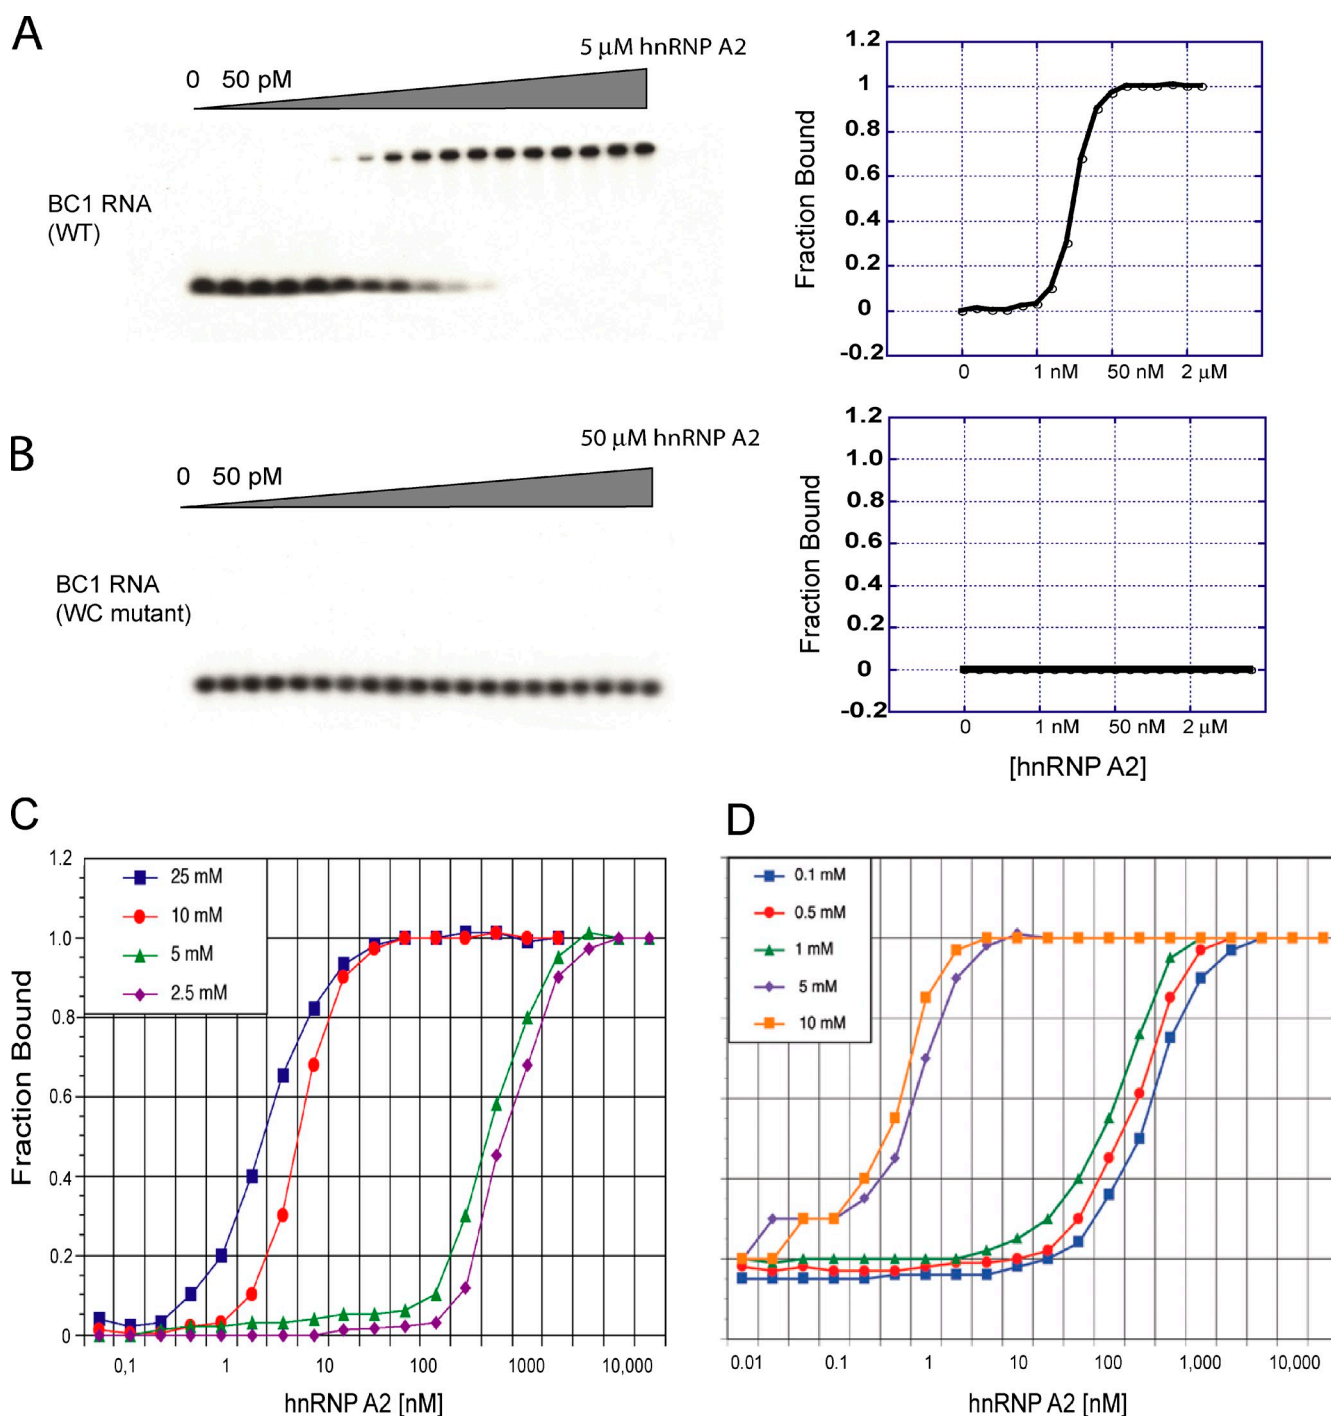 A
0 50 pM
5 μM hnRNP A2
BC1 RNA
(WT)
Fraction Bound
1.2
1
0.8
0.6
0.4
0.2
0
-0.2
0 1 nM 50 nM 2 μM
B
0 50 pM
50 μM hnRNP A2
BC1 RNA
(WC mutant)
Fraction Bound
1.2
1.0
0.8
0.6
0.4
0.2
0
-0.2
0 1 nM 50 nM 2 μM
[hnRNP A2]
C
Fraction Bound
1.2
1.0
0.8
0.6
0.4
0.2
0
25 mM
10 mM
5 mM
2.5 mM
0,1 1 10 100 1000 10,000
hnRNP A2 [nM]
D
0.1 mM
0.5 mM
1 mM
5 mM
10 mM
0.01 0.1 1 10 100 1,000 10,000
hnRNP A2 [nM]